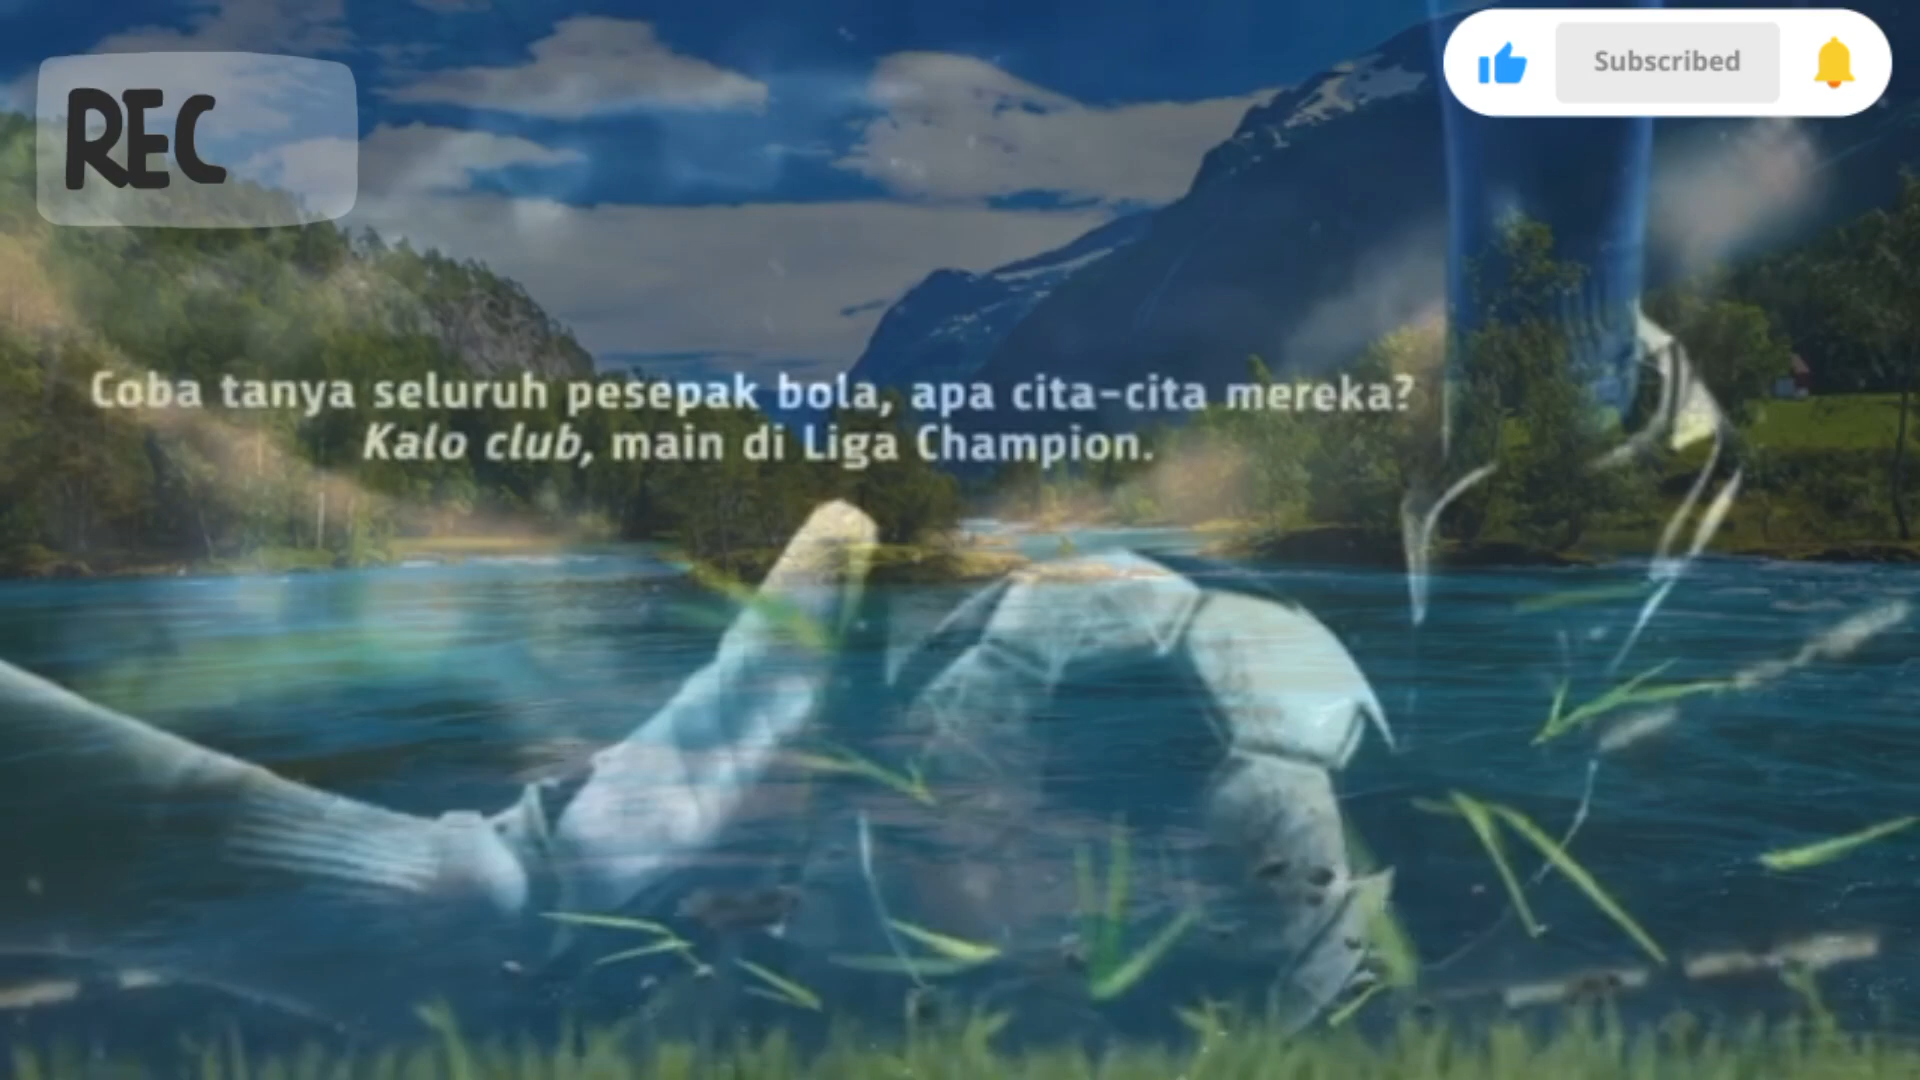 REC
Subscribed
Coba tanya seluruh pesepak bola, apa cita-cita mereka?
Kalo club, main di Liga Champion.